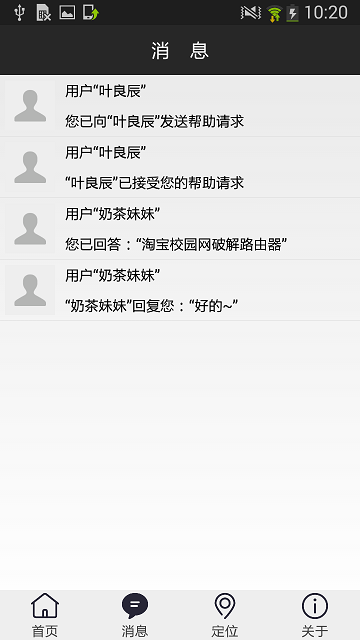 10:20
消 息
用户“叶良辰”
您已向“叶良辰”发送帮助请求
用户“叶良辰”
“叶良辰”已接受您的帮助请求
用户“奶茶妹妹”
您已回答：“淘宝校园网破解路由器”
用户“奶茶妹妹”
“奶茶妹妹”回复您：“好的~”
首页 消息 定位 关于